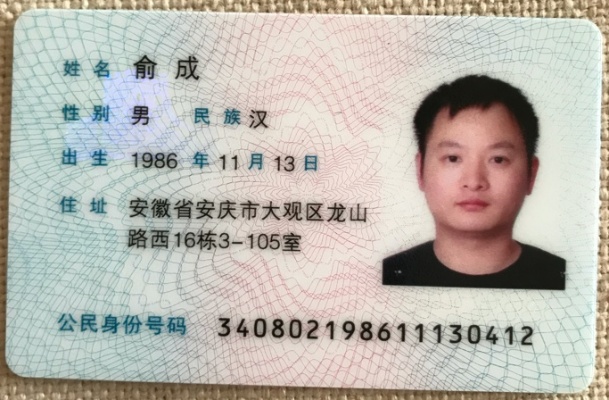 姓名 俞成
性别 男 民族 汉
出生 1986 年 11 月 13 日
住址 安徽省安庆市大观区龙山
路西16栋3-105室
公民身份号码 340802198611130412